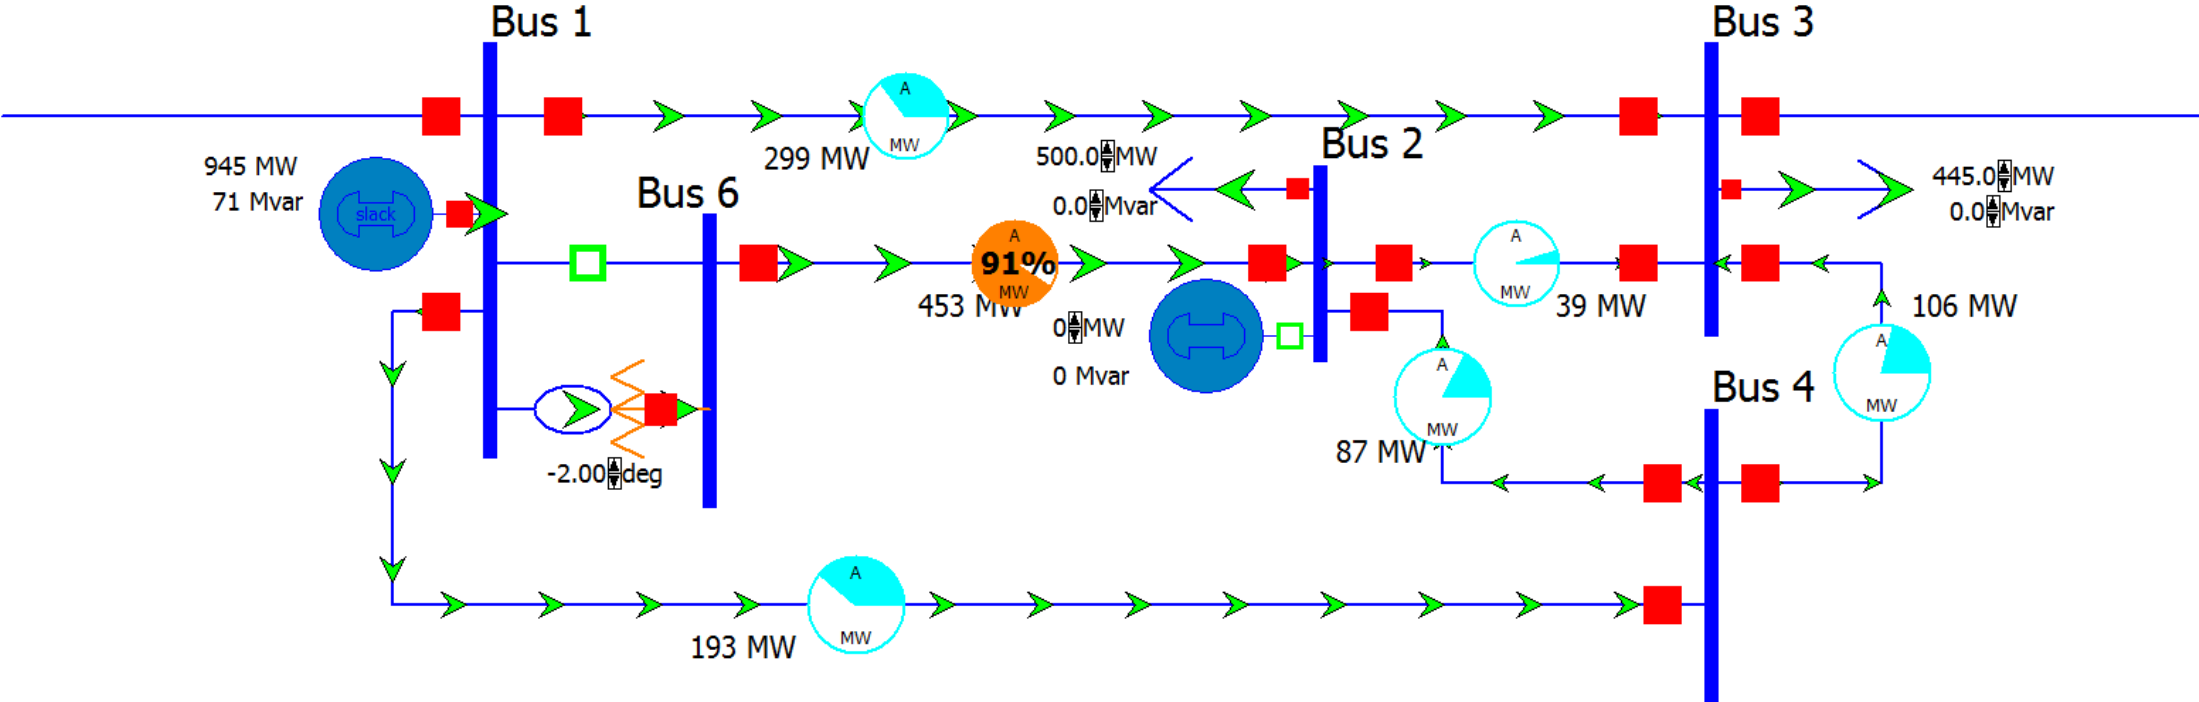 Bus 1
Bus 3
A
MW
299 MW
945 MW
71 Mvar
slack
Bus 6
500.0 MW
0.0 Mvar
Bus 2
445.0 MW
0.0 Mvar
A
91%
MW
453 MW
A
MW
39 MW
0 MW
0 Mvar
106 MW
A
MW
Bus 4
A
MW
87 MW
-2.00 deg
A
MW
193 MW